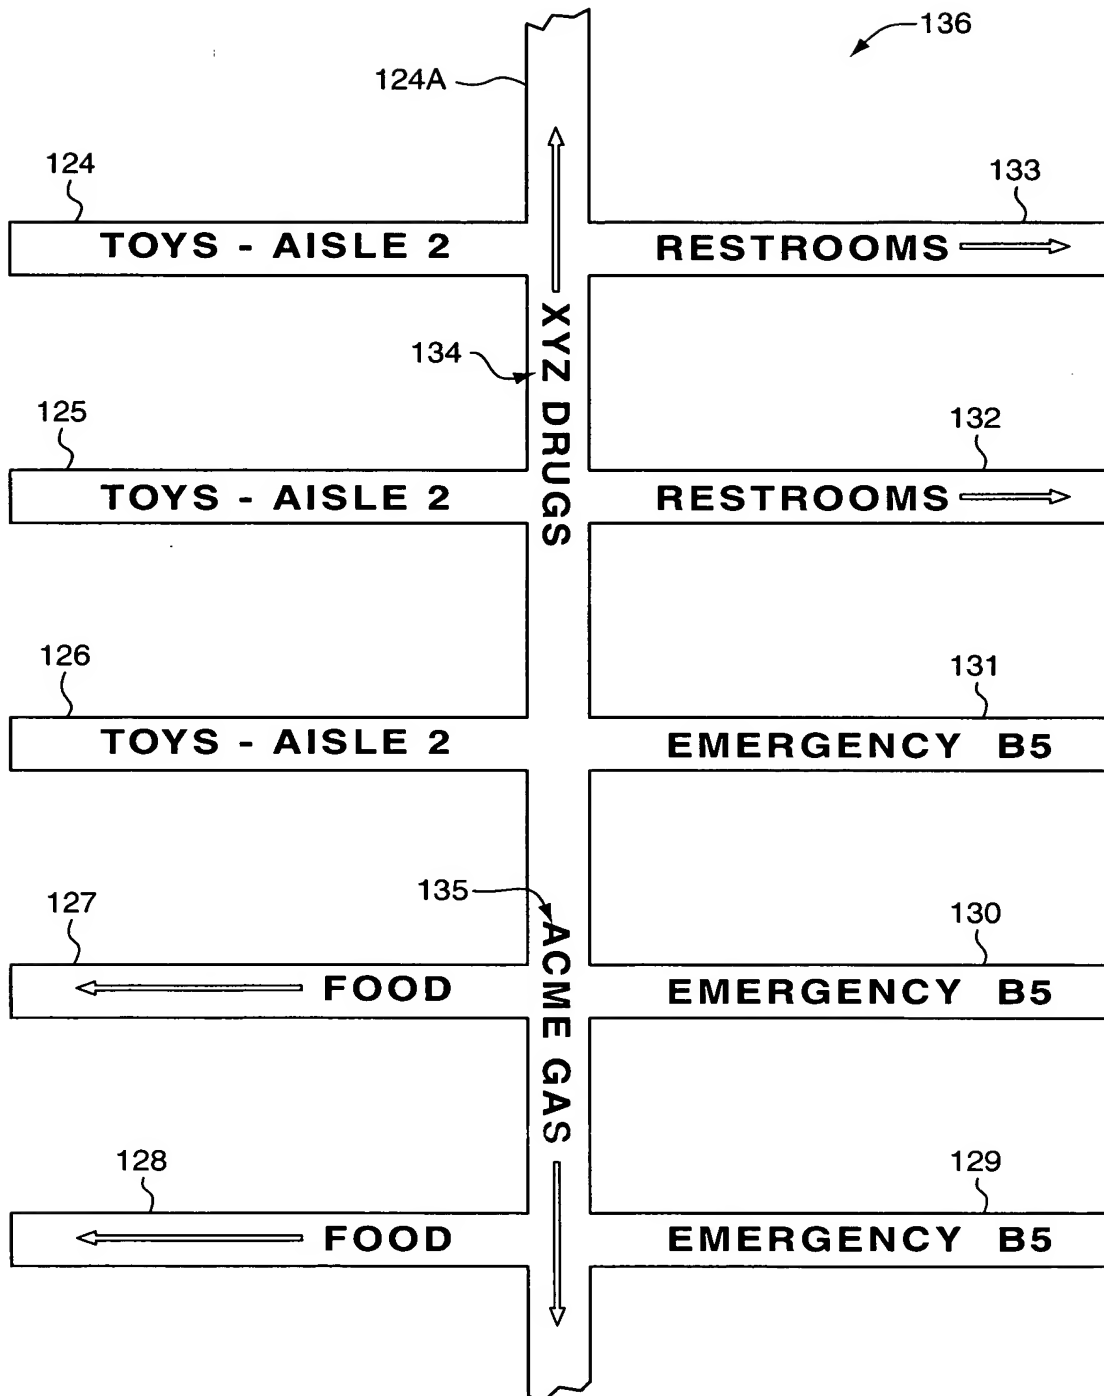 136
124A
124
133
TOYS - AISLE 2
RESTROOMS
134
XYZ DRUGS
125
132
TOYS - AISLE 2
RESTROOMS
126
131
TOYS - AISLE 2
EMERGENCY B5
135
127
130
ACME GAS
FOOD
EMERGENCY B5
128
129
FOOD
EMERGENCY B5